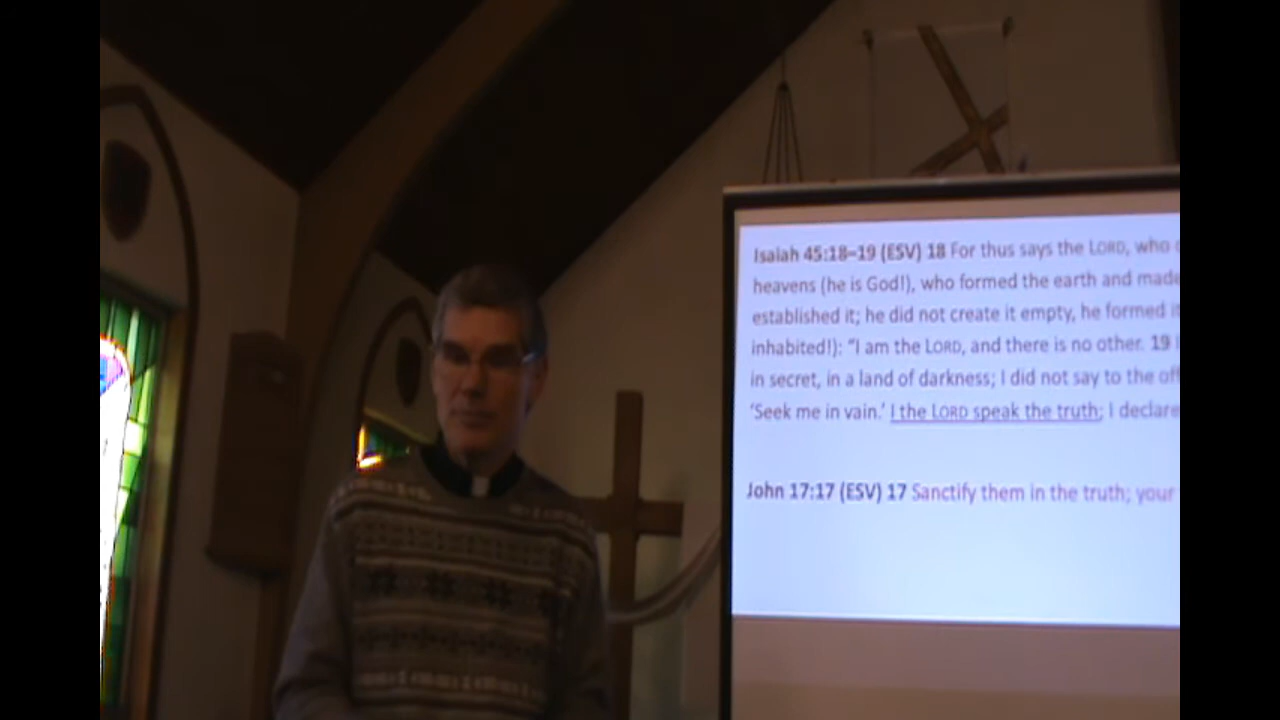 Isaiah 45:18–19 (ESV) 18 For thus says the LORD, who
heavens (he is God!), who formed the earth and made
established it; he did not create it empty, he formed it
inhabited!): “I am the LORD, and there is no other. 19
in secret, in a land of darkness; I did not say to the
‘Seek me in vain.’ I the LORD speak the truth; I declare
John 17:17 (ESV) 17 Sanctify them in the truth; your